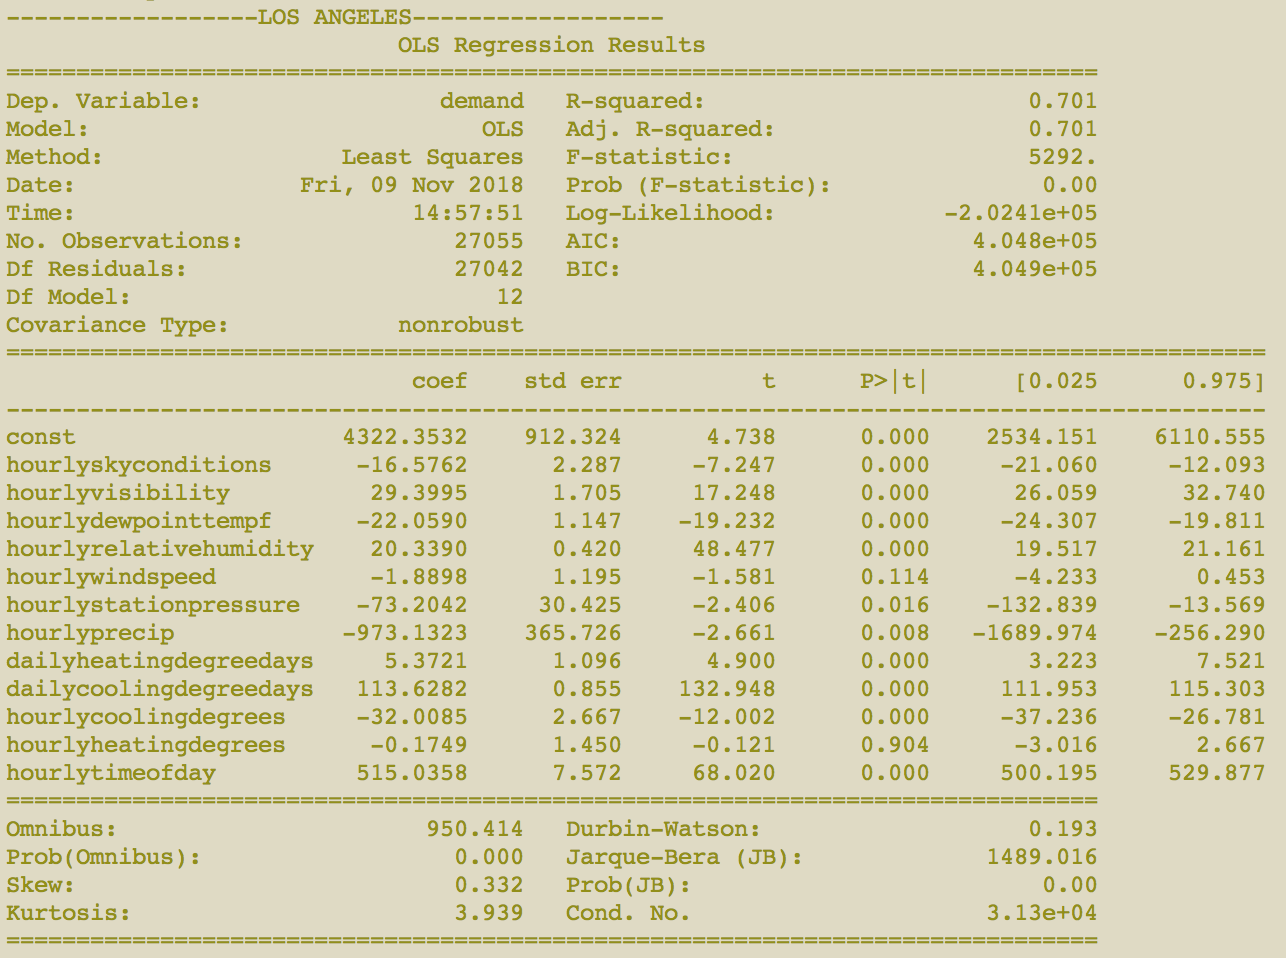 -----------------LOS ANGELES-----------------
OLS Regression Results
==============================================================================
Dep. Variable: demand R-squared: 0.701
Model: OLS Adj. R-squared: 0.701
Method: Least Squares F-statistic: 5292.
Date: Fri, 09 Nov 2018 Prob (F-statistic): 0.00
Time: 14:57:51 Log-Likelihood: -2.0241e+05
No. Observations: 27055 AIC: 4.048e+05
Df Residuals: 27042 BIC: 4.049e+05
Df Model: 12
Covariance Type: nonrobust
==========================================================================================
coef std err t P>|t| [0.025 0.975]
------------------------------------------------------------------------------------------
const 4322.3532 912.324 4.738 0.000 2534.151 6110.555
hourlyskyconditions -16.5762 2.287 -7.247 0.000 -21.060 -12.093
hourlyvisibility 29.3995 1.705 17.248 0.000 26.059 32.740
hourlydewpointtempf -22.0590 1.147 -19.232 0.000 -24.307 -19.811
hourlyrelativehumidity 20.3390 0.420 48.477 0.000 19.517 21.161
hourlywindspeed -1.8898 1.195 -1.581 0.114 -4.233 0.453
hourlystationpressure -73.2042 30.425 -2.406 0.016 -132.839 -13.569
hourlyprecip -973.1323 365.726 -2.661 0.008 -1689.974 -256.290
dailyheatingdegreedays 5.3721 1.096 4.900 0.000 3.223 7.521
dailycoolingdegreedays 113.6282 0.855 132.948 0.000 111.953 115.303
hourlycoolingdegrees -32.0085 2.667 -12.002 0.000 -37.236 -26.781
hourlyheatingdegrees -0.1749 1.450 -0.121 0.904 -3.016 2.667
hourlytimeofday 515.0358 7.572 68.020 0.000 500.195 529.877
==============================================================================
Omnibus: 950.414 Durbin-Watson: 0.193
Prob(Omnibus): 0.000 Jarque-Bera (JB): 1489.016
Skew: 0.332 Prob(JB): 0.00
Kurtosis: 3.939 Cond. No. 3.13e+04
==============================================================================